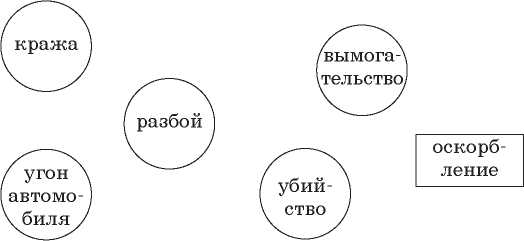 кража
вымога-
тельство
разбой
оскорб-
ление
угон
автомо-
биля
убий-
ство